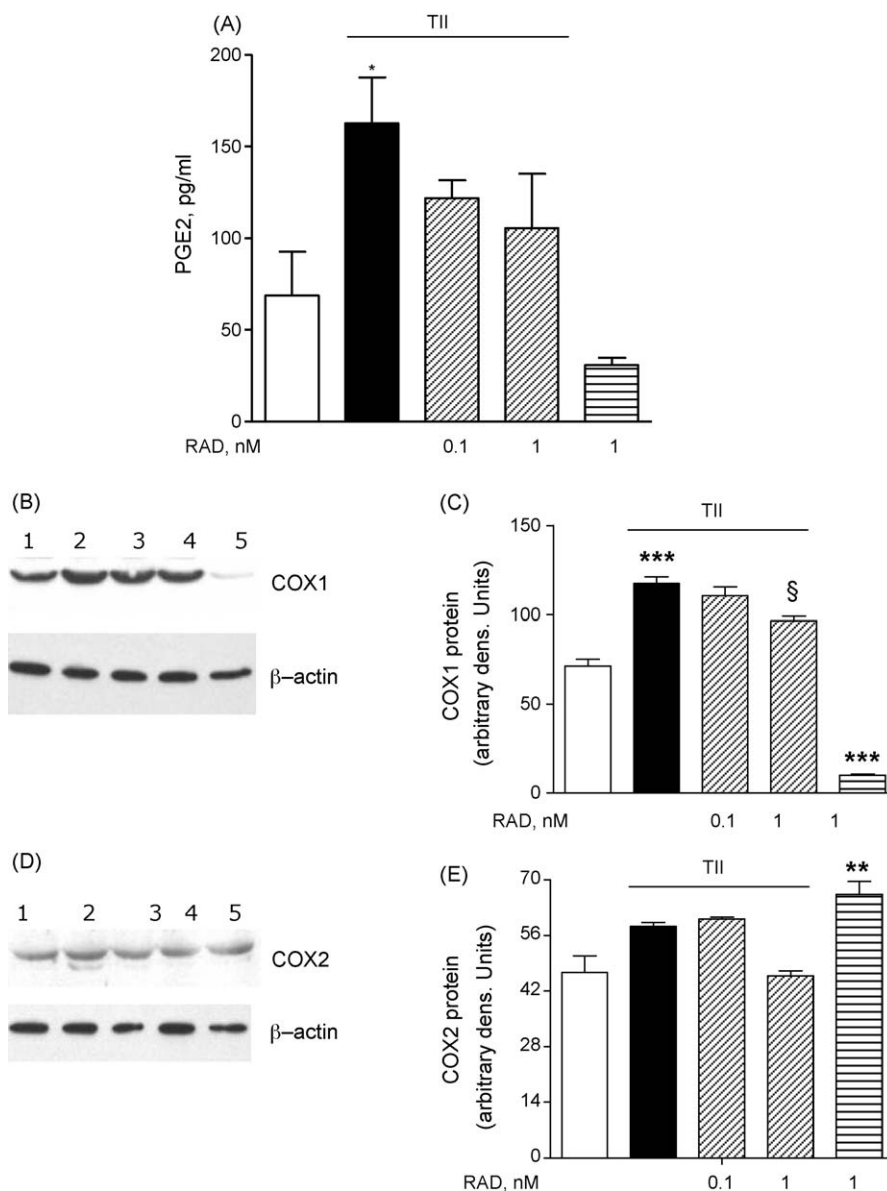 (A)
TII
*
200
150
100
50
0
PGE2, pg/ml
RAD, nM 0.1 1 1
(B)
1 2 3 4 5
COX1
β–actin
(C)
TII
150
100
50
0
COX1 protein
(arbitrary dens. Units)
***
§
***
RAD, nM 0.1 1 1
(D)
1 2 3 4 5
COX2
β–actin
(E)
TII
**
70
56
42
28
14
0
COX2 protein
(arbitrary dens. Units)
RAD, nM 0.1 1 1